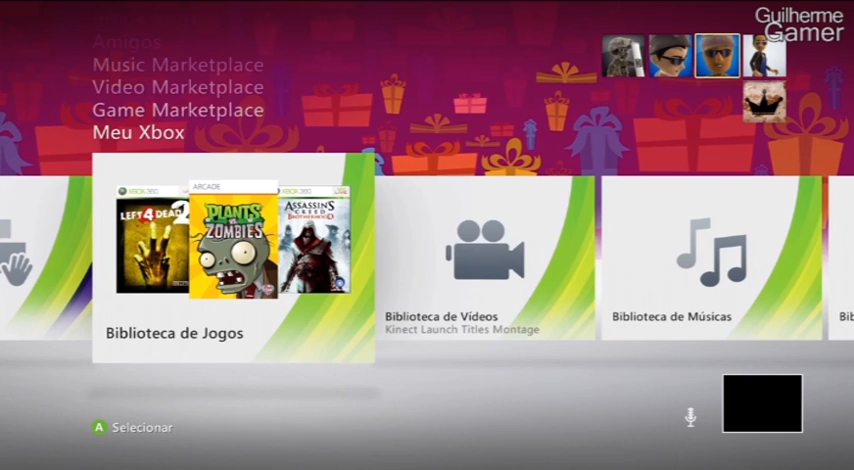 Guilherme
Gamer
Amigos
Music Marketplace
Video Marketplace
Game Marketplace
Meu Xbox
XBOX 360
ARCADE
XBOX 360
LEFT 4 DEAD 2
PLANTS
VS.
ZOMBIES
ASSASSIN'S
CREED
BROTHERHOOD
Biblioteca de Jogos
Biblioteca de Vídeos
Kinect Launch Titles Montage
Biblioteca de Músicas
Bib
A Selecionar